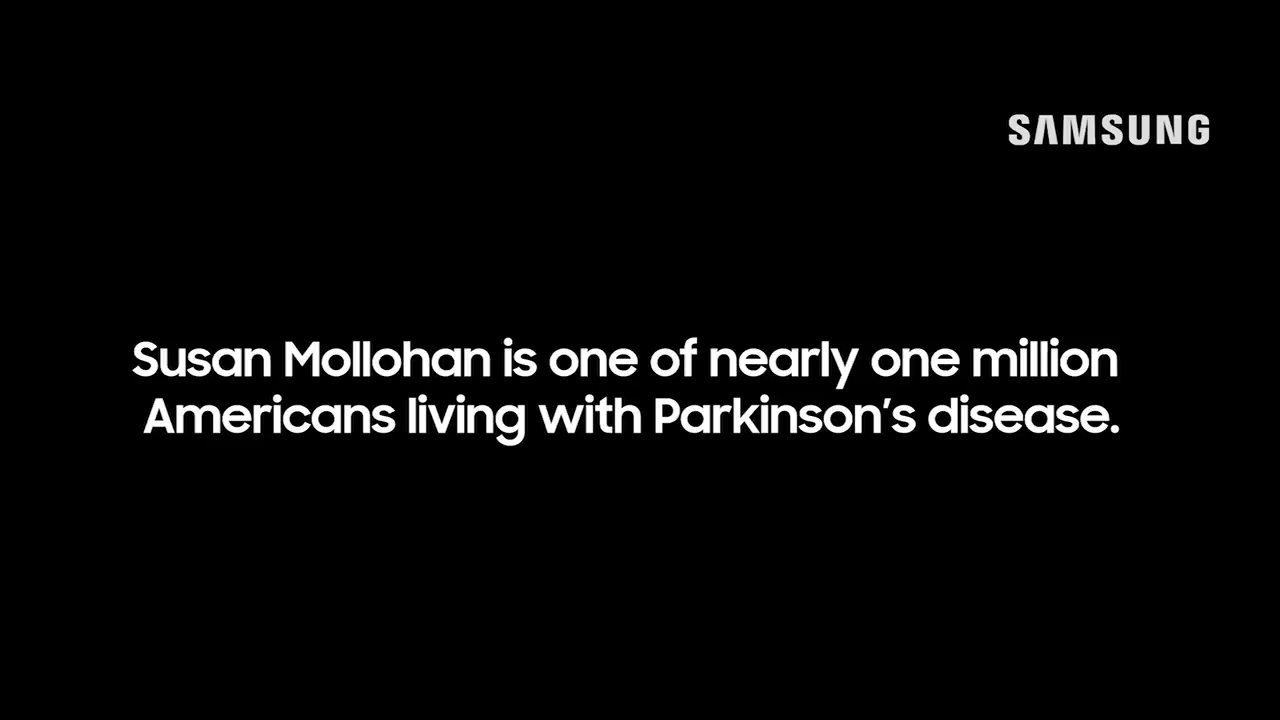 SAMSUNG
Susan Mollohan is one of nearly one million
Americans living with Parkinson’s disease.